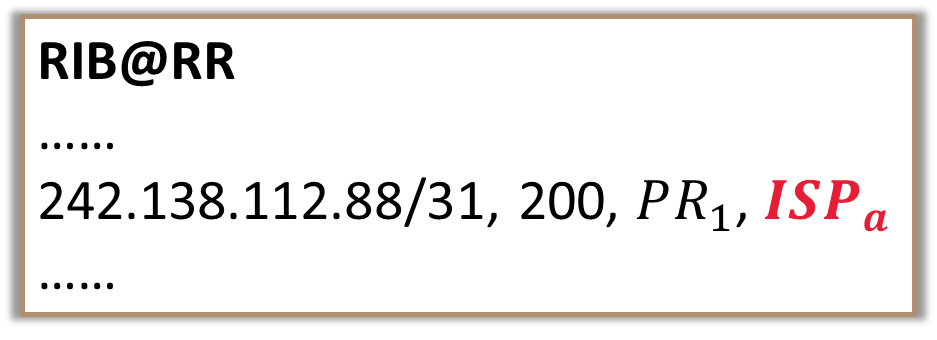 RIB@RR
……
242.138.112.88/31, 200, PR₁, ISPₐ
……